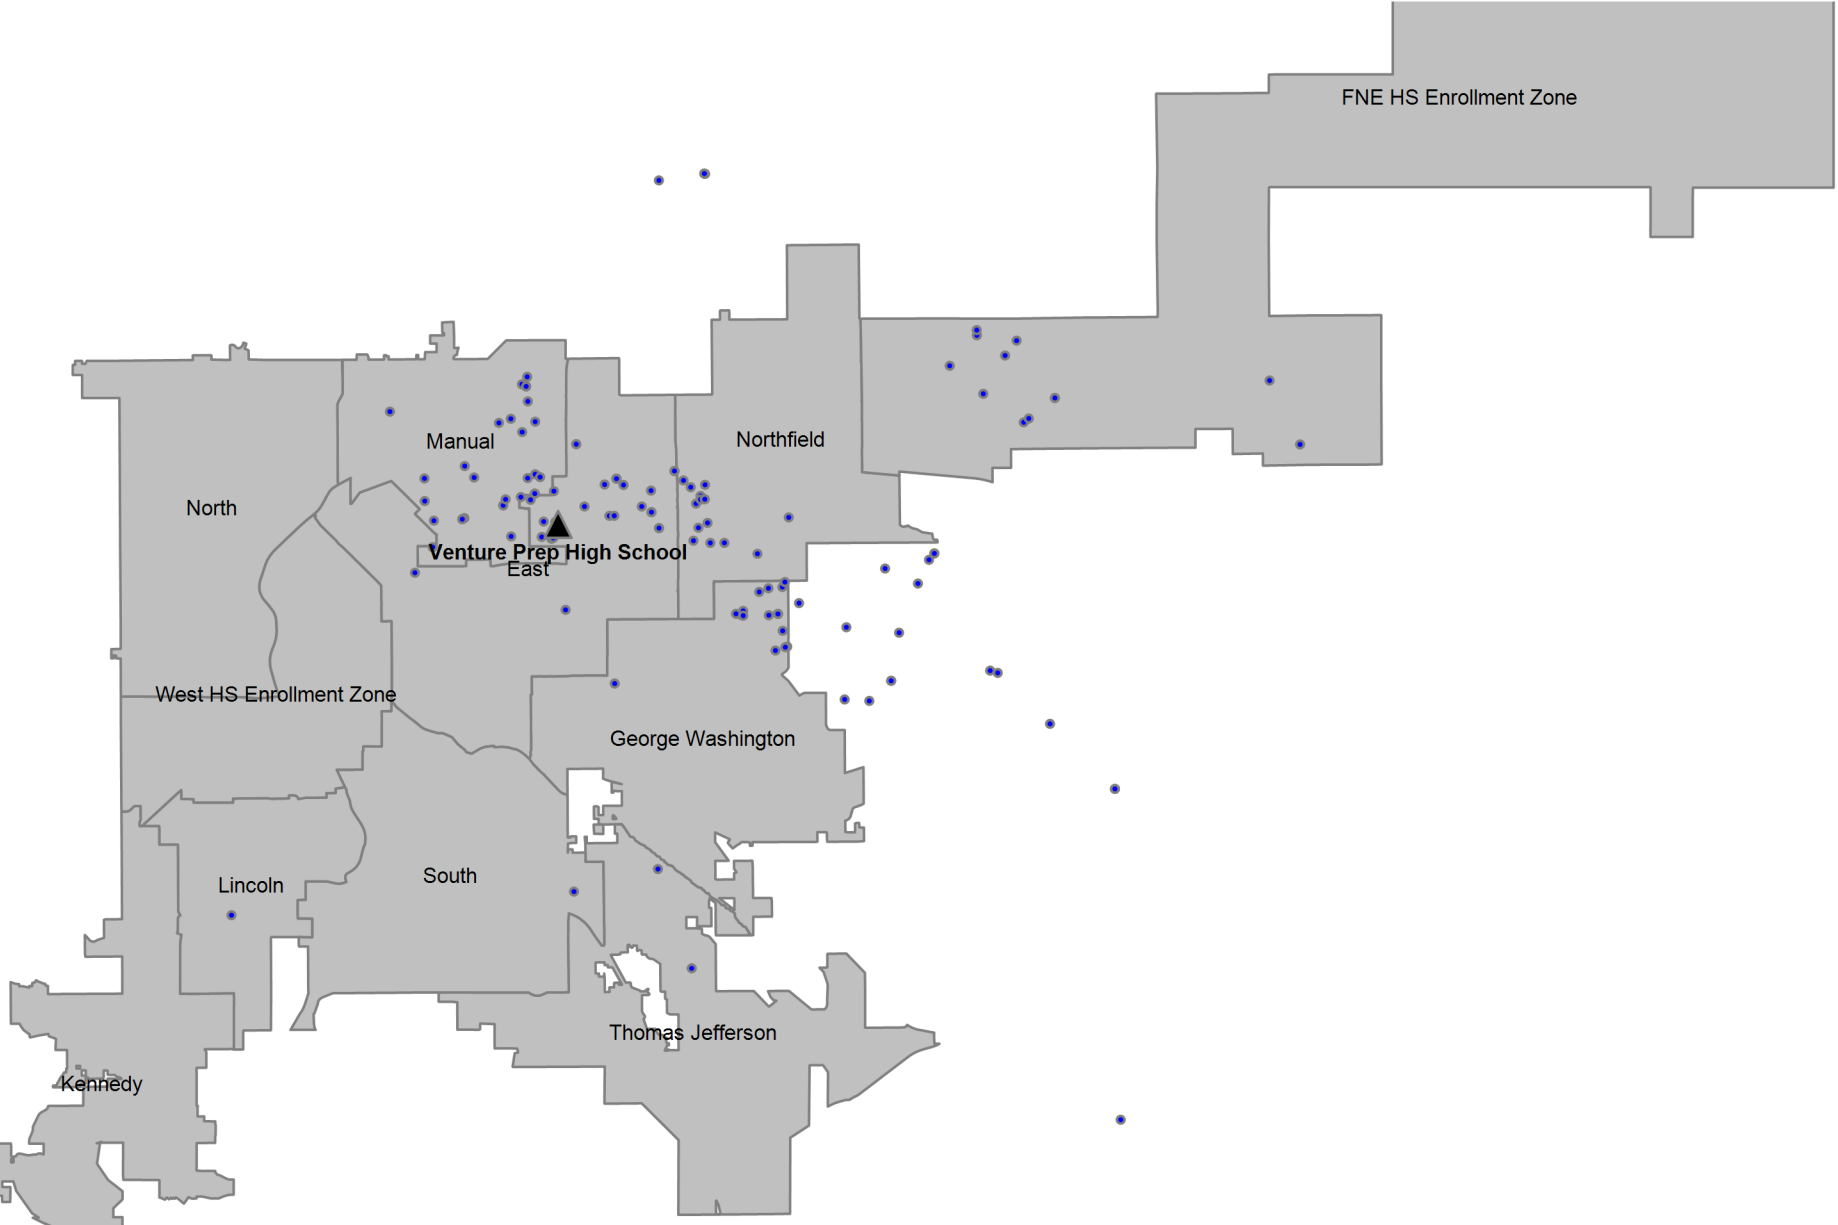 FNE HS Enrollment Zone
Manual
Northfield
North
Venture Prep High School
East
West HS Enrollment Zone
George Washington
South
Lincoln
Thomas Jefferson
Kennedy